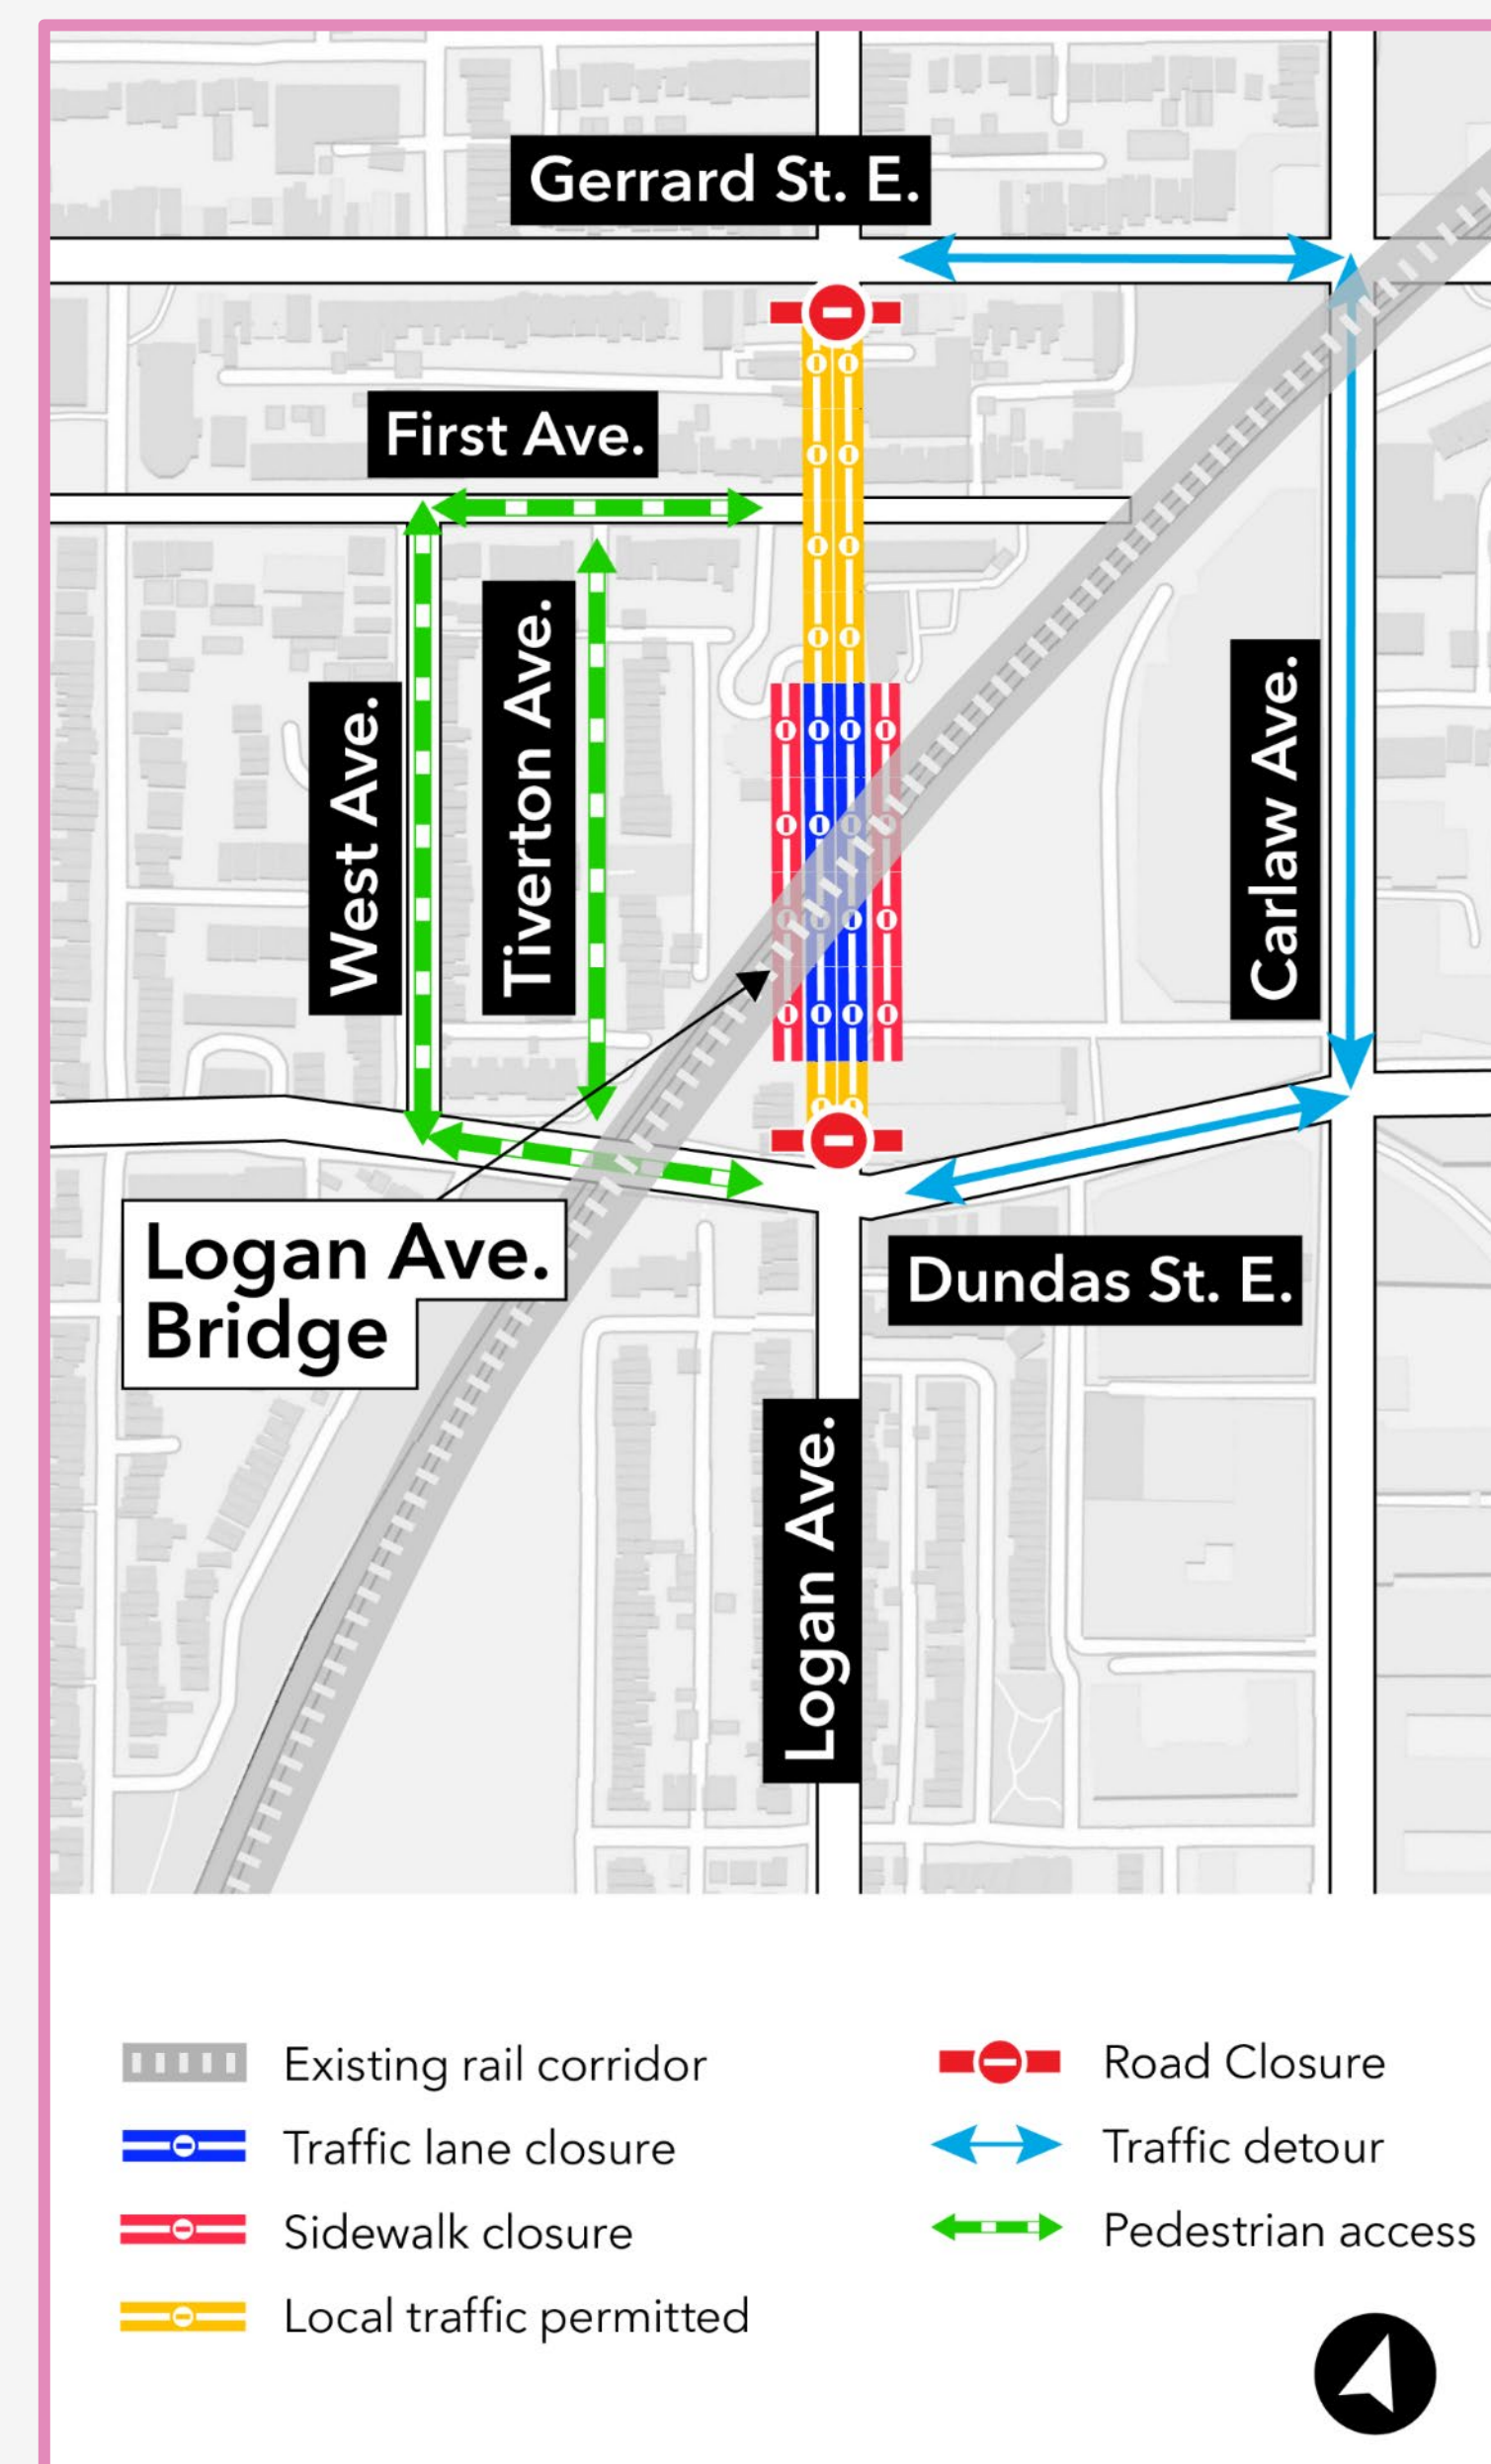 Gerrard St. E.
First Ave.
West Ave.
Tiverton Ave.
Carlaw Ave.
Logan Ave.
Bridge
Dundas St. E.
Logan Ave.
Existing rail corridor
Traffic lane closure
Sidewalk closure
Local traffic permitted
Road Closure
Traffic detour
Pedestrian access